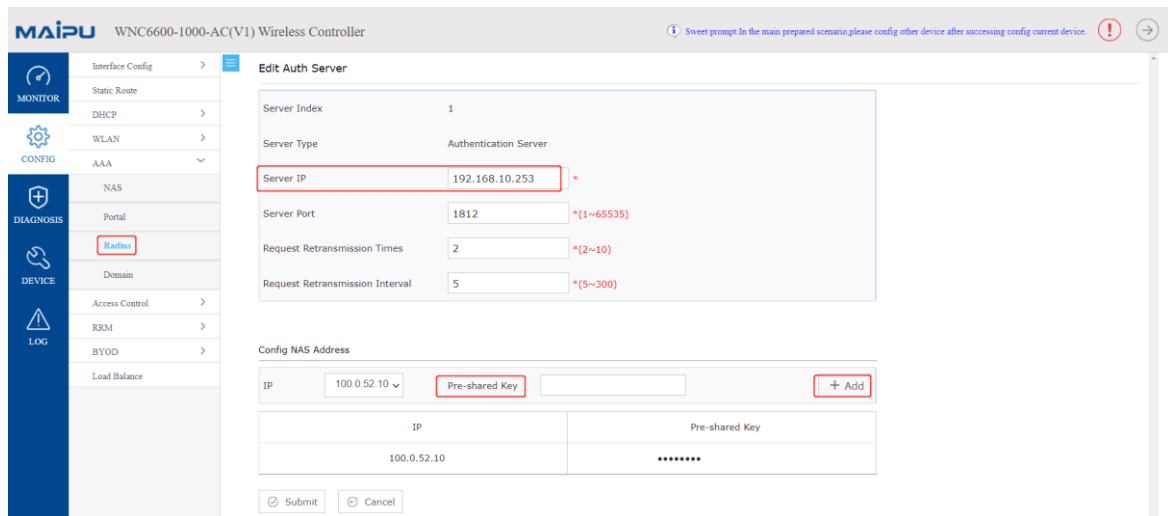 MAIPU WNC6600-1000-AC(V1) Wireless Controller
Sweet prompt:In the main prepared scenario,please config other device after successing config current device.
MONITOR
CONFIG
DIAGNOSIS
DEVICE
LOG
Interface Config
Static Route
DHCP
WLAN
AAA
NAS
Portal
Radius
Domain
Access Control
RRM
BYOD
Load Balance
Edit Auth Server
Server Index 1
Server Type Authentication Server
Server IP 192.168.10.253 *
Server Port 1812 *(1~65535)
Request Retransmission Times 2 *(2~10)
Request Retransmission Interval 5 *(5~300)
Config NAS Address
IP 100.0.52.10 Pre-shared Key + Add
IP Pre-shared Key
100.0.52.10 ••••••••
Submit Cancel